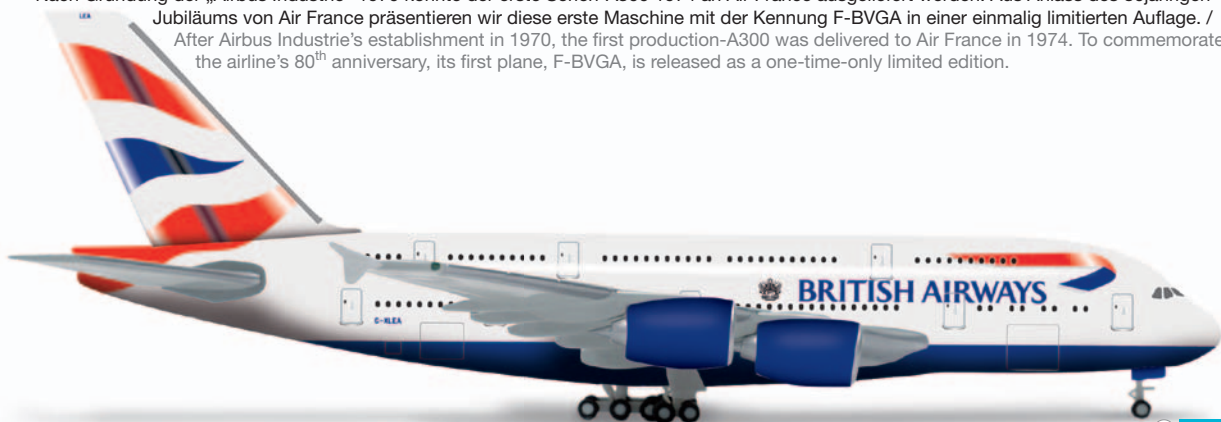 Jubiläums von Air France präsentieren wir diese erste Maschine mit der Kennung F-BVGA in einer einmalig limitierten Auflage. /
After Airbus Industrie’s establishment in 1970, the first production-A300 was delivered to Air France in 1974. To commemorate
the airline’s 80th anniversary, its first plane, F-BVGA, is released as a one-time-only limited edition.
LEA
BRITISH AIRWAYS
G-XLEA